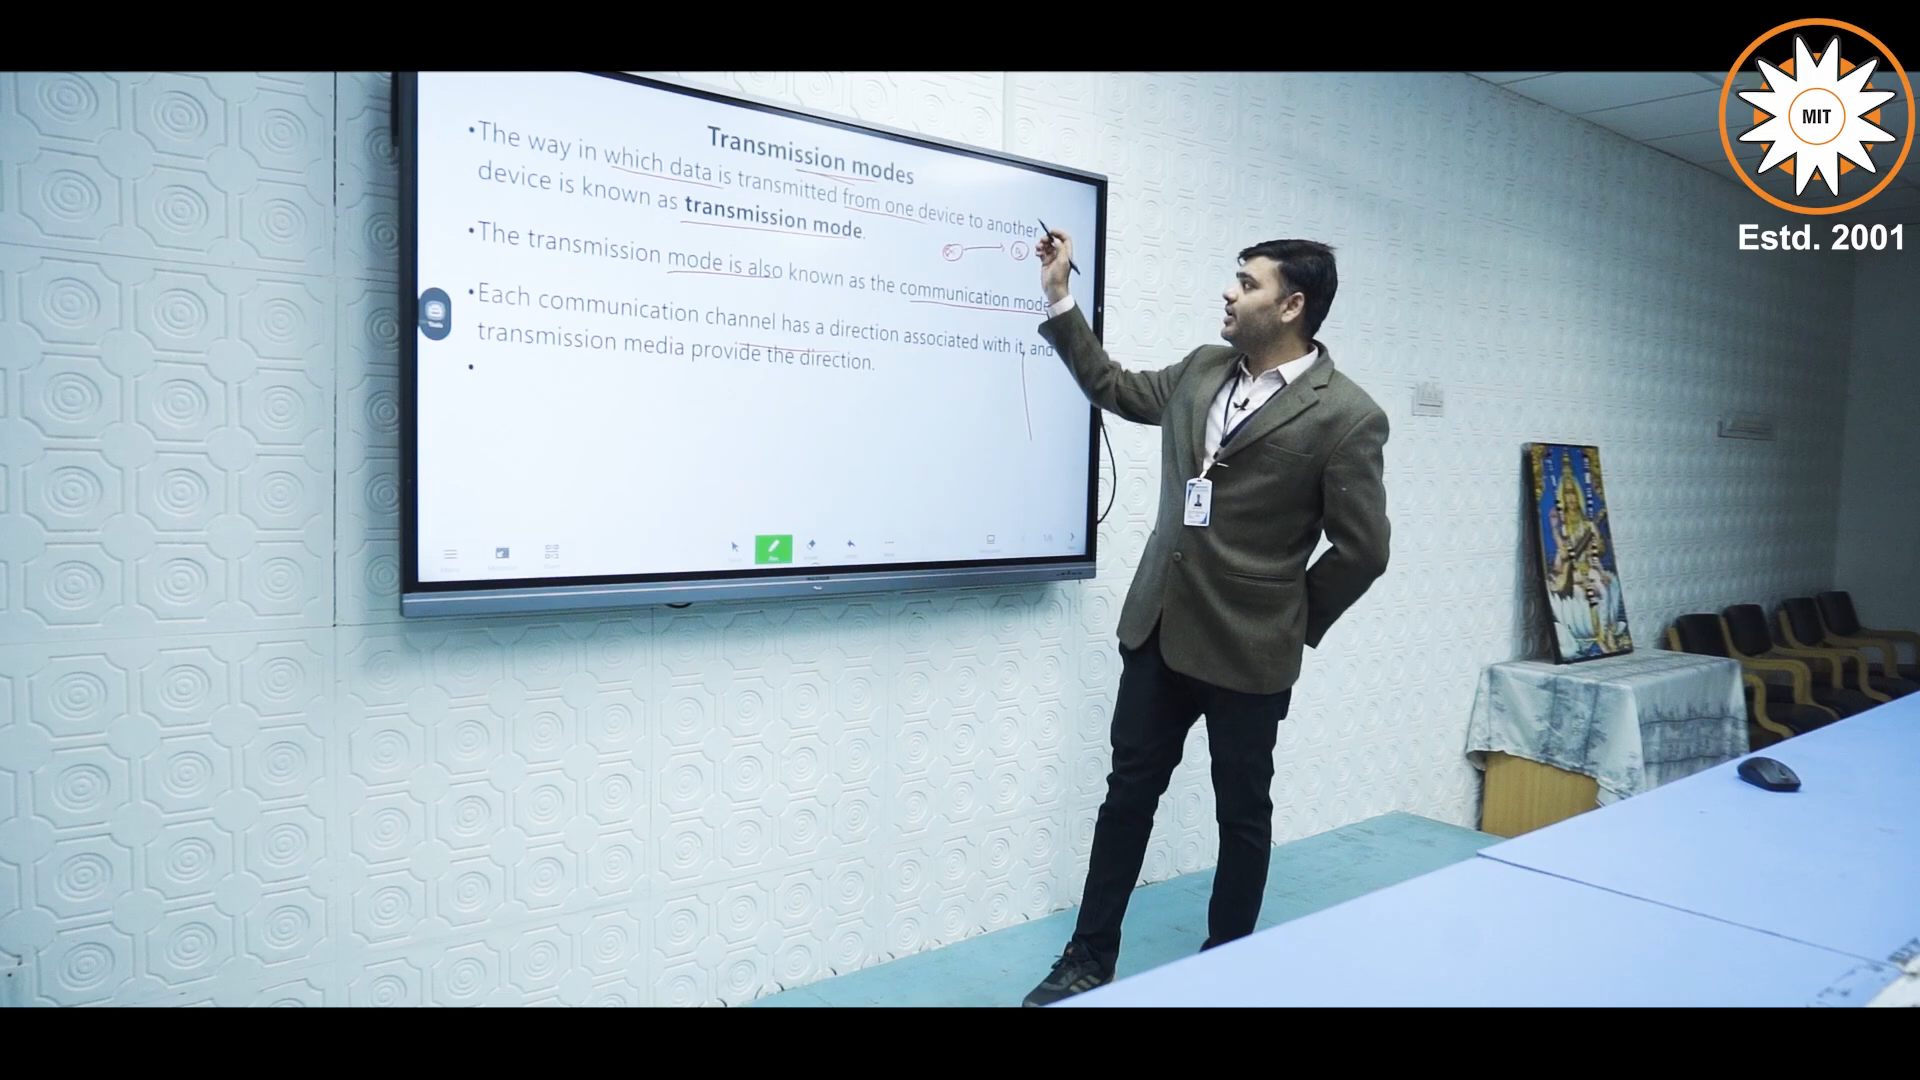 Transmission modes
•The way in which data is transmitted from one device to another
device is known as transmission mode.
•The transmission mode is also known as the communication mode
•Each communication channel has a direction associated with it, and
transmission media provide the direction.
•
MIT
Estd. 2001